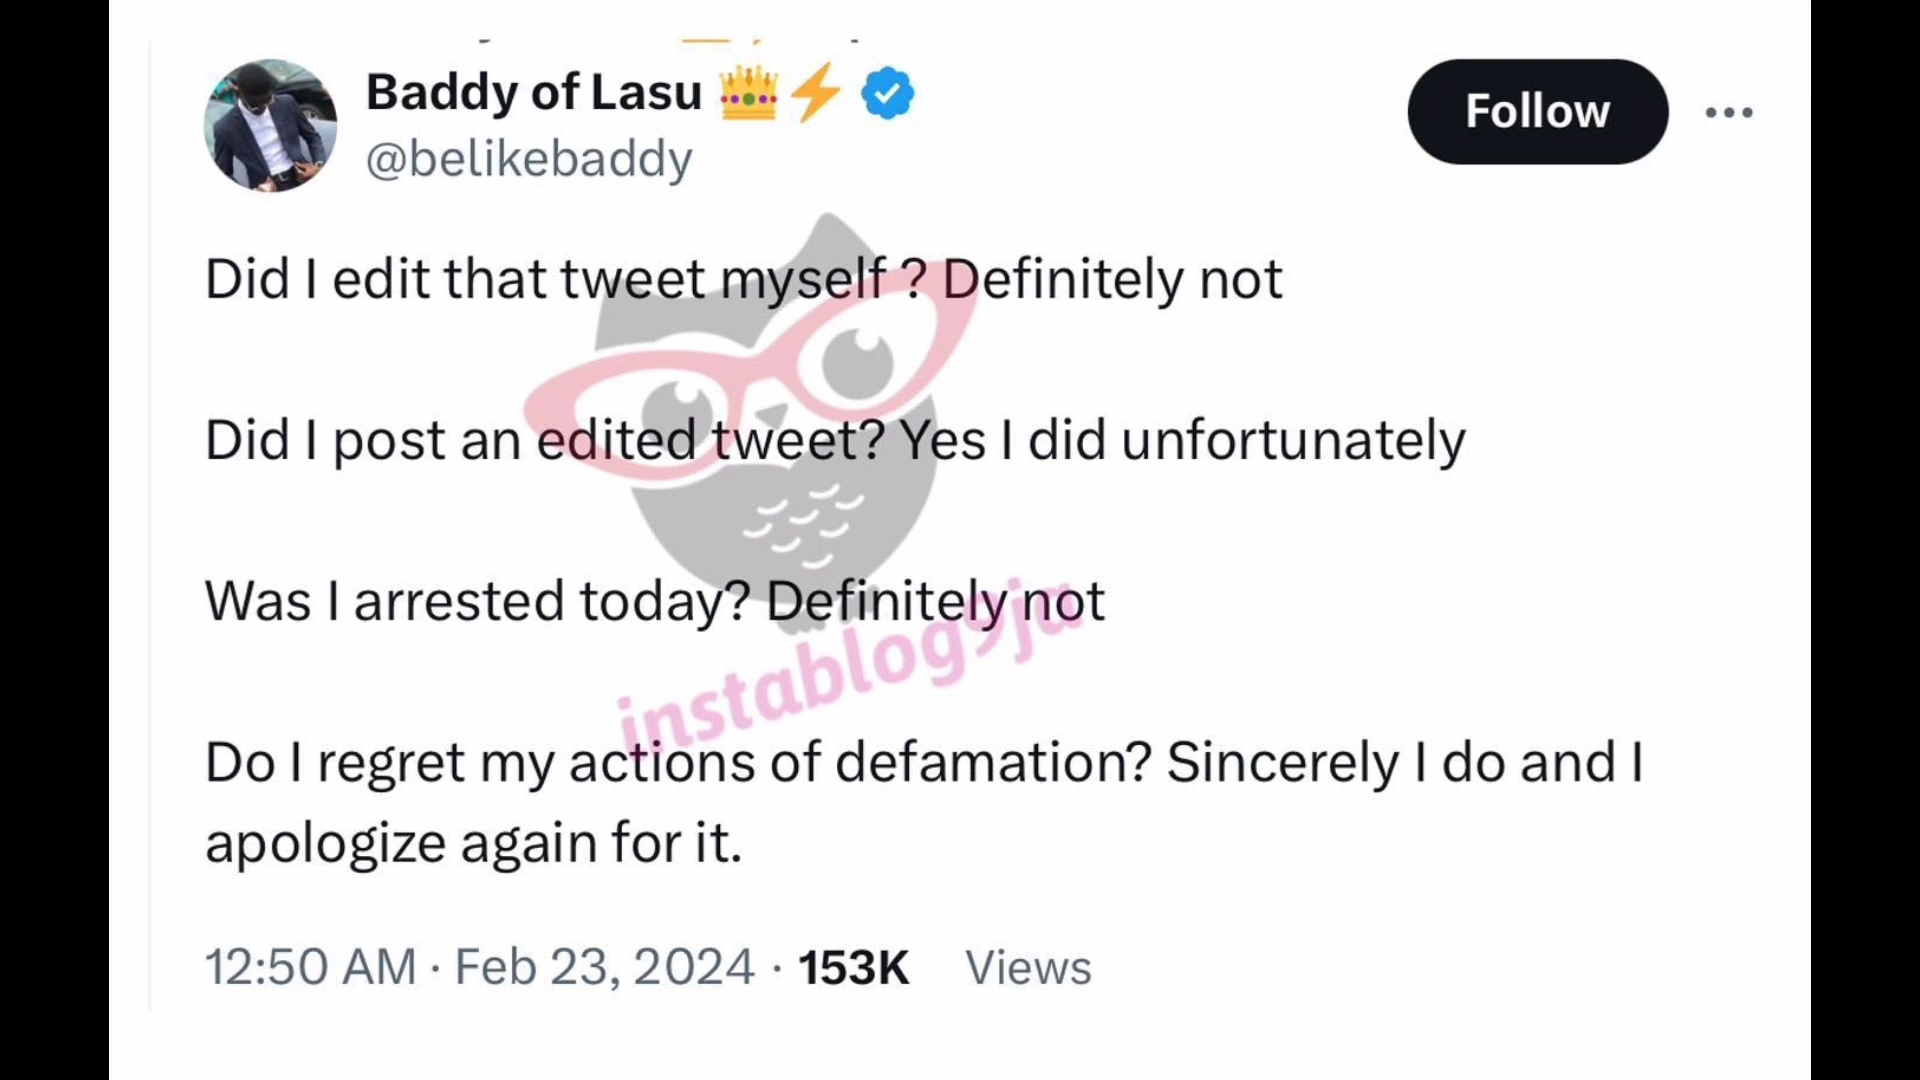 Baddy of Lasu 👑⚡
@belikebaddy
Follow
Did I edit that tweet myself ? Definitely not
Did I post an edited tweet? Yes I did unfortunately
Was I arrested today? Definitely not
instablog9ja
Do I regret my actions of defamation? Sincerely I do and I
apologize again for it.
12:50 AM · Feb 23, 2024 · 153K Views